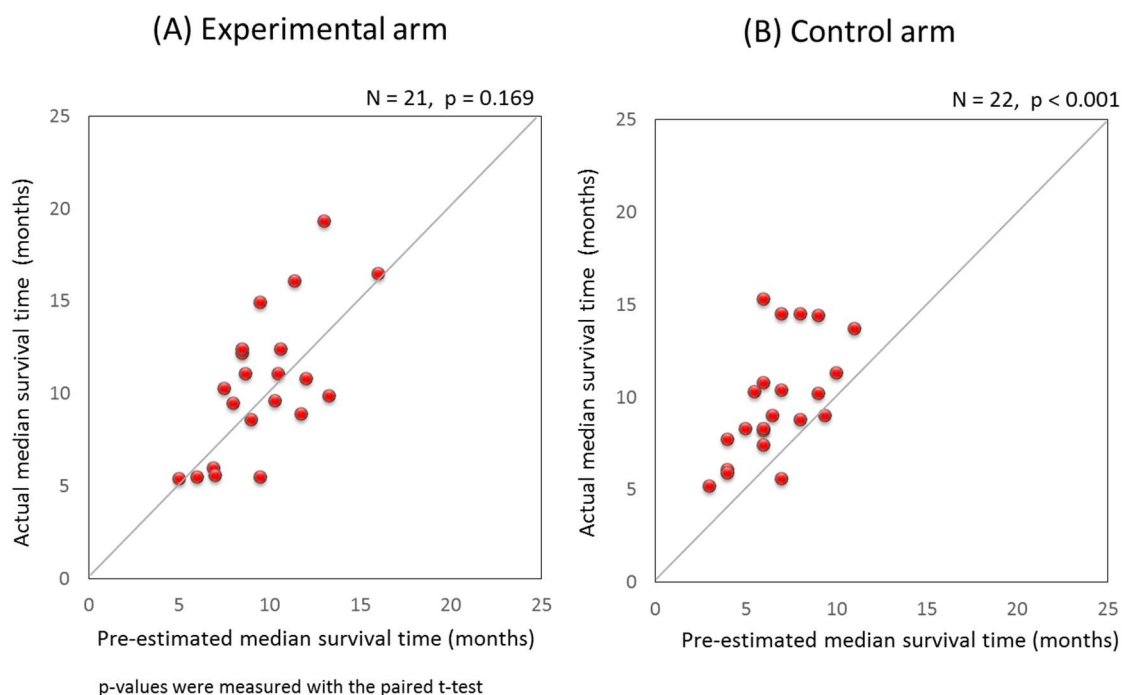 (A) Experimental arm
N = 21, p = 0.169
25
20
15
10
5
0
0 5 10 15 20 25
Actual median survival time (months)
Pre-estimated median survival time (months)
(B) Control arm
N = 22, p < 0.001
25
20
15
10
5
0
0 5 10 15 20 25
Actual median survival time (months)
Pre-estimated median survival time (months)
p-values were measured with the paired t-test